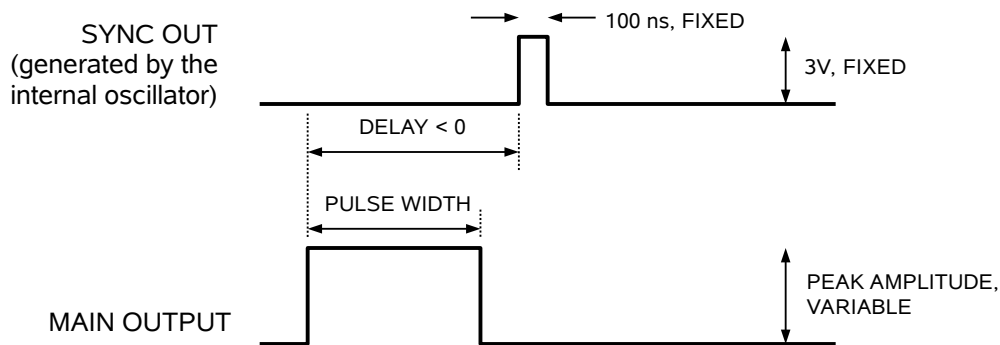 SYNC OUT
(generated by the
internal oscillator)
100 ns, FIXED
3V, FIXED
DELAY < 0
PULSE WIDTH
MAIN OUTPUT
PEAK AMPLITUDE,
VARIABLE